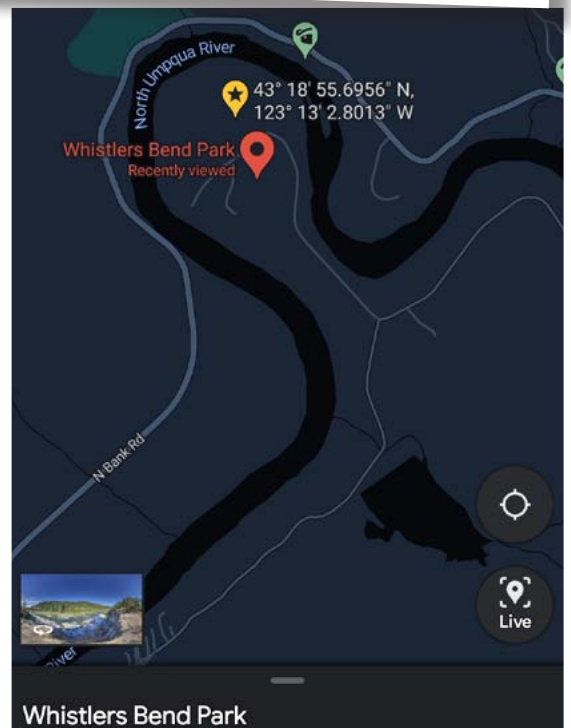 North Umpqua River
43° 18' 55.6956" N,
123° 13' 2.8013" W
Whistlers Bend Park
Recently viewed
N Bank Rd
Live
River
Whistlers Bend Park